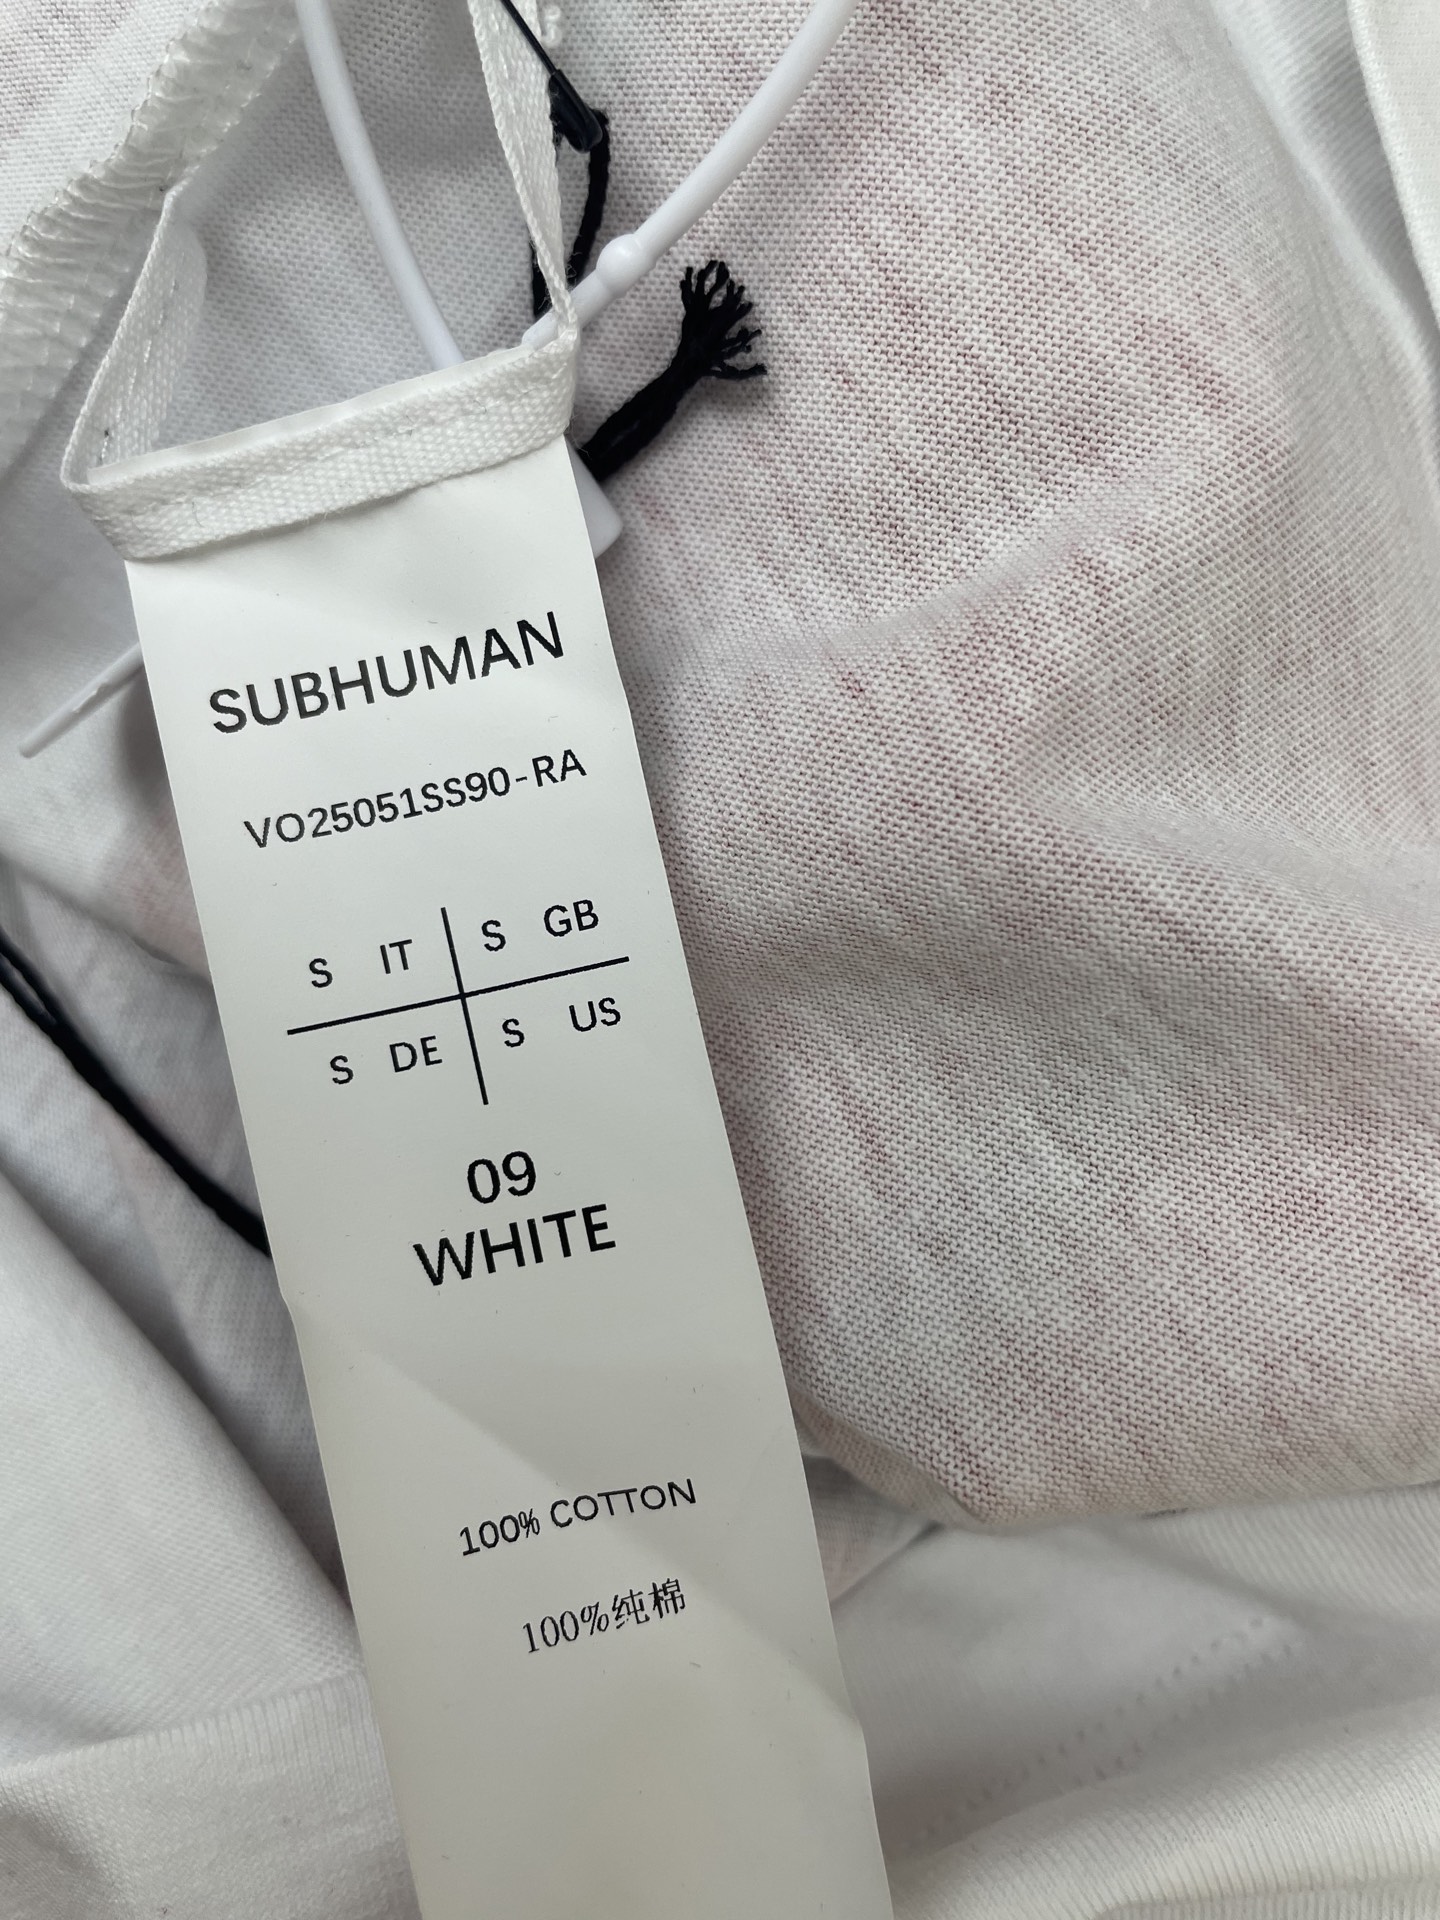 SUBHUMAN
VO25051SS90-RA
S IT S GB
S DE S US
09
WHITE
100% COTTON
100%纯棉